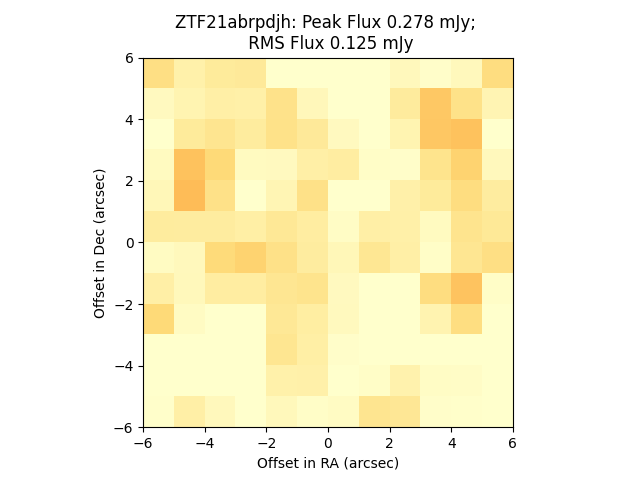 ZTF21abrpdjh: Peak Flux 0.278 mJy;
RMS Flux 0.125 mJy
6
4
2
0
−2
−4
−6
Offset in Dec (arcsec)
−6 −4 −2 0 2 4 6
Offset in RA (arcsec)